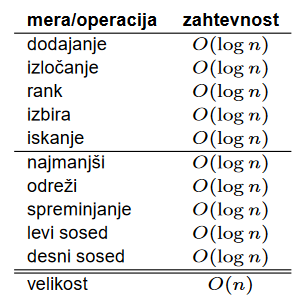 mera/operacija zahtevnost
dodajanje O(log n)
izločanje O(log n)
rank O(log n)
izbira O(log n)
iskanje O(log n)
najmanjši O(log n)
odreži O(log n)
spreminjanje O(log n)
levi sosed O(log n)
desni sosed O(log n)
velikost O(n)